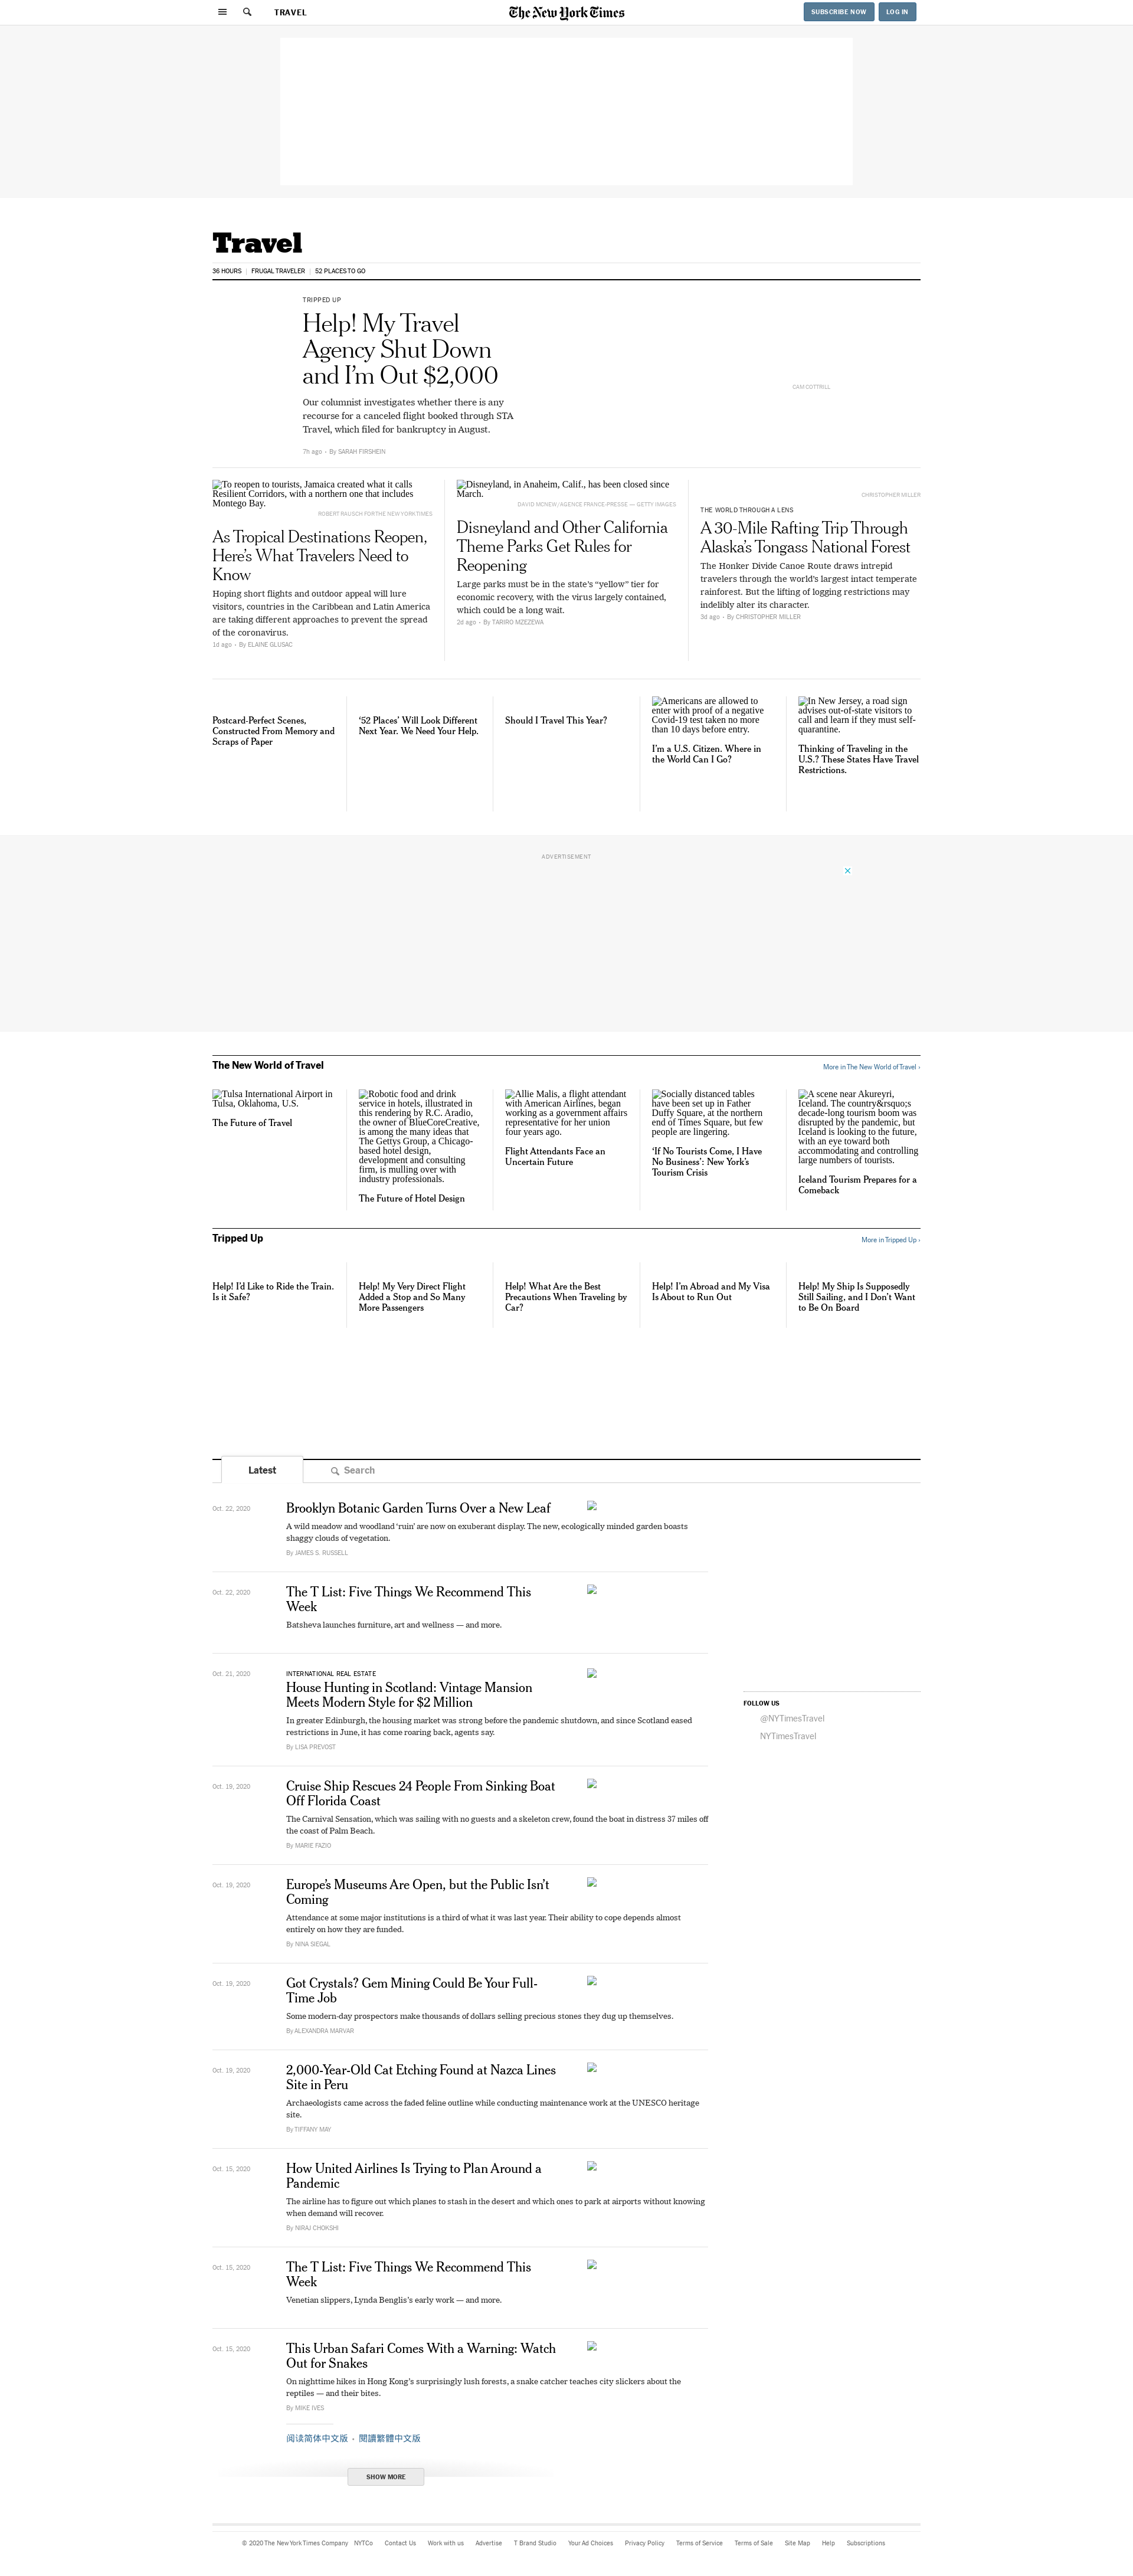 TRAVEL
The New York Times
SUBSCRIBE NOW
LOG IN
Travel
36 HOURS
FRUGAL TRAVELER
52 PLACES TO GO
TRIPPED UP
Help! My Travel
Agency Shut Down
and I’m Out $2,000
Our columnist investigates whether there is any
recourse for a canceled flight booked through STA
Travel, which filed for bankruptcy in August.
7h ago • By SARAH FIRSHEIN
CAM COTTRILL
To reopen to tourists, Jamaica created what it calls
Resilient Corridors, with a northern one that includes
Montego Bay.
ROBERT RAUSCH FOR THE NEW YORK TIMES
As Tropical Destinations Reopen,
Here’s What Travelers Need to
Know
Hoping short flights and outdoor appeal will lure
visitors, countries in the Caribbean and Latin America
are taking different approaches to prevent the spread
of the coronavirus.
1d ago • By ELAINE GLUSAC
Disneyland, in Anaheim, Calif., has been closed since
March.
DAVID MCNEW/AGENCE FRANCE-PRESSE — GETTY IMAGES
Disneyland and Other California
Theme Parks Get Rules for
Reopening
Large parks must be in the state’s “yellow” tier for
economic recovery, with the virus largely contained,
which could be a long wait.
2d ago • By TARIRO MZEZEWA
CHRISTOPHER MILLER
THE WORLD THROUGH A LENS
A 30-Mile Rafting Trip Through
Alaska’s Tongass National Forest
The Honker Divide Canoe Route draws intrepid
travelers through the world’s largest intact temperate
rainforest. But the lifting of logging restrictions may
indelibly alter its character.
3d ago • By CHRISTOPHER MILLER
Postcard-Perfect Scenes,
Constructed From Memory and
Scraps of Paper
‘52 Places’ Will Look Different
Next Year. We Need Your Help.
Should I Travel This Year?
Americans are allowed to
enter with proof of a negative
Covid-19 test taken no more
than 10 days before entry.
I’m a U.S. Citizen. Where in
the World Can I Go?
In New Jersey, a road sign
advises out-of-state visitors to
call and learn if they must self-
quarantine.
Thinking of Traveling in the
U.S.? These States Have Travel
Restrictions.
ADVERTISEMENT
The New World of Travel
More in The New World of Travel ›
Tulsa International Airport in
Tulsa, Oklahoma, U.S.
The Future of Travel
Robotic food and drink
service in hotels, illustrated in
this rendering by R.C. Aradio,
the owner of BlueCoreCreative,
is among the many ideas that
The Gettys Group, a Chicago-
based hotel design,
development and consulting
firm, is mulling over with
industry professionals.
The Future of Hotel Design
Allie Malis, a flight attendant
with American Airlines, began
working as a government affairs
representative for her union
four years ago.
Flight Attendants Face an
Uncertain Future
Socially distanced tables
have been set up in Father
Duffy Square, at the northern
end of Times Square, but few
people are lingering.
‘If No Tourists Come, I Have
No Business’: New York’s
Tourism Crisis
A scene near Akureyri,
Iceland. The country&rsquo;s
decade-long tourism boom was
disrupted by the pandemic, but
Iceland is looking to the future,
with an eye toward both
accommodating and controlling
large numbers of tourists.
Iceland Tourism Prepares for a
Comeback
Tripped Up
More in Tripped Up ›
Help! I’d Like to Ride the Train.
Is it Safe?
Help! My Very Direct Flight
Added a Stop and So Many
More Passengers
Help! What Are the Best
Precautions When Traveling by
Car?
Help! I’m Abroad and My Visa
Is About to Run Out
Help! My Ship Is Supposedly
Still Sailing, and I Don’t Want
to Be On Board
Latest
Search
Oct. 22, 2020
Brooklyn Botanic Garden Turns Over a New Leaf
A wild meadow and woodland ‘ruin’ are now on exuberant display. The new, ecologically minded garden boasts
shaggy clouds of vegetation.
By JAMES S. RUSSELL
Oct. 22, 2020
The T List: Five Things We Recommend This
Week
Batsheva launches furniture, art and wellness — and more.
Oct. 21, 2020
INTERNATIONAL REAL ESTATE
House Hunting in Scotland: Vintage Mansion
Meets Modern Style for $2 Million
In greater Edinburgh, the housing market was strong before the pandemic shutdown, and since Scotland eased
restrictions in June, it has come roaring back, agents say.
By LISA PREVOST
FOLLOW US
@NYTimesTravel
NYTimesTravel
Oct. 19, 2020
Cruise Ship Rescues 24 People From Sinking Boat
Off Florida Coast
The Carnival Sensation, which was sailing with no guests and a skeleton crew, found the boat in distress 37 miles off
the coast of Palm Beach.
By MARIE FAZIO
Oct. 19, 2020
Europe’s Museums Are Open, but the Public Isn’t
Coming
Attendance at some major institutions is a third of what it was last year. Their ability to cope depends almost
entirely on how they are funded.
By NINA SIEGAL
Oct. 19, 2020
Got Crystals? Gem Mining Could Be Your Full-
Time Job
Some modern-day prospectors make thousands of dollars selling precious stones they dug up themselves.
By ALEXANDRA MARVAR
Oct. 19, 2020
2,000-Year-Old Cat Etching Found at Nazca Lines
Site in Peru
Archaeologists came across the faded feline outline while conducting maintenance work at the UNESCO heritage
site.
By TIFFANY MAY
Oct. 15, 2020
How United Airlines Is Trying to Plan Around a
Pandemic
The airline has to figure out which planes to stash in the desert and which ones to park at airports without knowing
when demand will recover.
By NIRAJ CHOKSHI
Oct. 15, 2020
The T List: Five Things We Recommend This
Week
Venetian slippers, Lynda Benglis’s early work — and more.
Oct. 15, 2020
This Urban Safari Comes With a Warning: Watch
Out for Snakes
On nighttime hikes in Hong Kong’s surprisingly lush forests, a snake catcher teaches city slickers about the
reptiles — and their bites.
By MIKE IVES
阅读简体中文版 • 閱讀繁體中文版
SHOW MORE
© 2020 The New York Times Company NYTCo Contact Us Work with us Advertise T Brand Studio Your Ad Choices Privacy Policy Terms of Service Terms of Sale Site Map Help Subscriptions